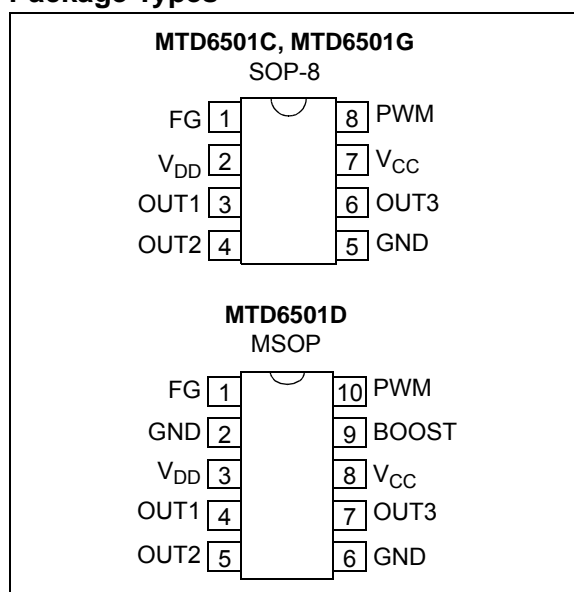 Package Types
MTD6501C, MTD6501G
SOP-8
FG 1 8 PWM
VDD 2 7 VCC
OUT1 3 6 OUT3
OUT2 4 5 GND
MTD6501D
MSOP
FG 1 10 PWM
GND 2 9 BOOST
VDD 3 8 VCC
OUT1 4 7 OUT3
OUT2 5 6 GND